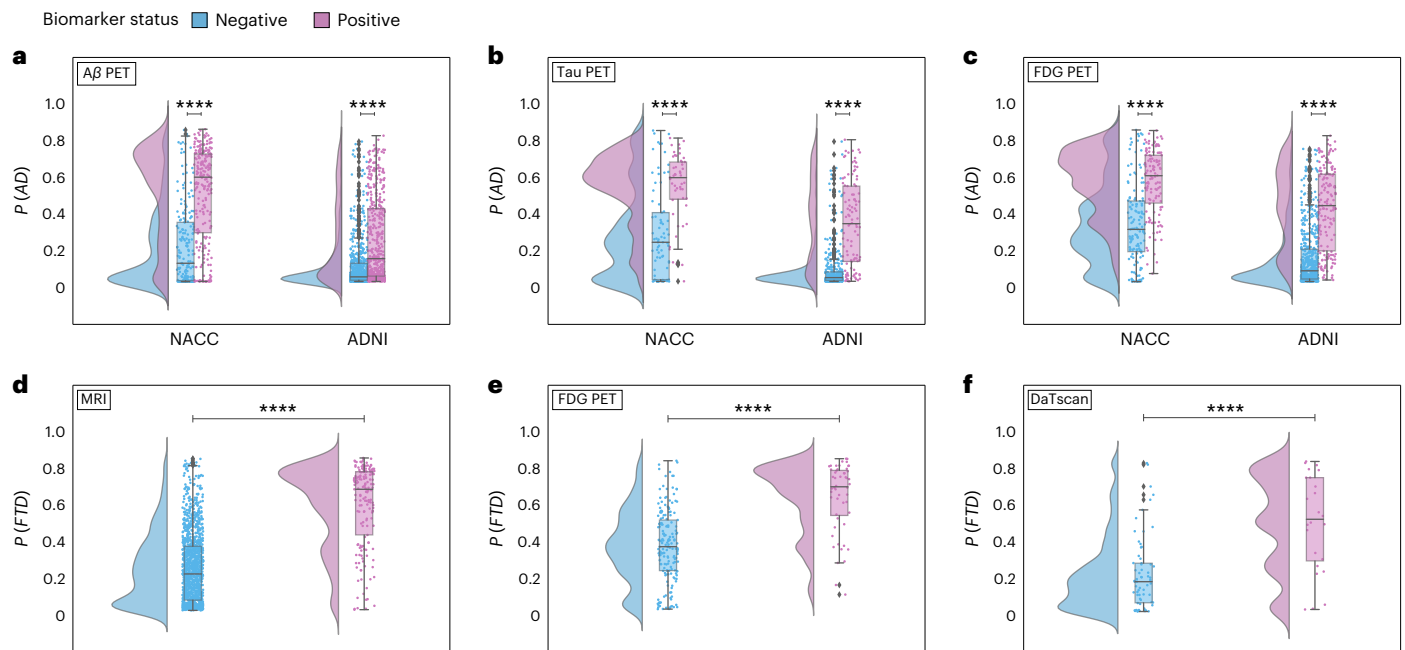 Biomarker status Negative Positive
a b c
Aβ PET Tau PET FDG PET
**** **** **** **** **** ****
1.0 1.0 1.0
0.8 0.8 0.8
0.6 0.6 0.6
0.4 0.4 0.4
0.2 0.2 0.2
0 0 0
P (AD) P (AD) P (AD)
NACC ADNI NACC ADNI NACC ADNI
d e f
MRI FDG PET DaTscan
**** **** ****
1.0 1.0 1.0
0.8 0.8 0.8
0.6 0.6 0.6
0.4 0.4 0.4
0.2 0.2 0.2
0 0 0
P (FTD) P (FTD) P (FTD)